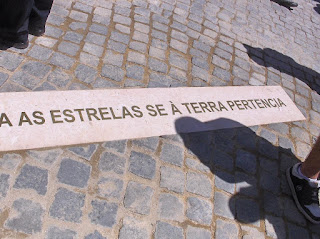 A AS ESTRELAS SE À TERRA PERTENCIA